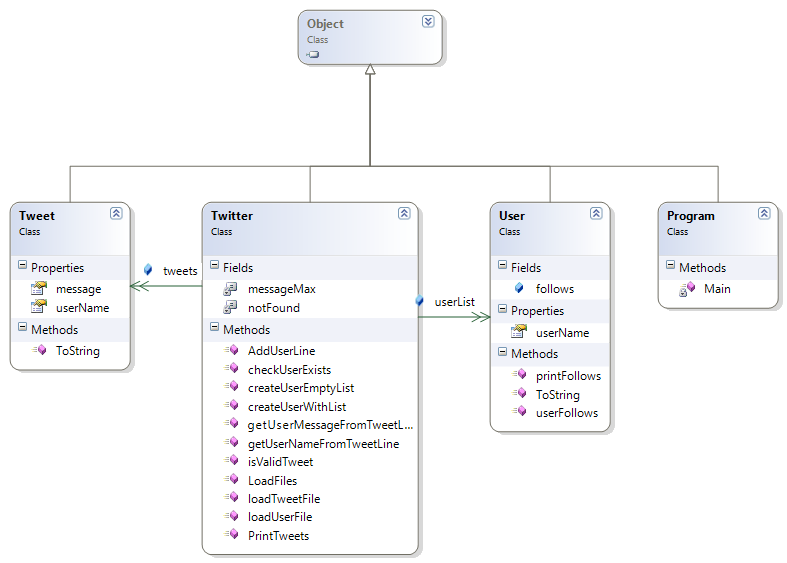 Object
Class
Tweet
Class
Properties
message
userName
Methods
ToString
tweets
Twitter
Class
Fields
messageMax
notFound
Methods
AddUserLine
checkUserExists
createUserEmptyList
createUserWithList
getUserMessageFromTweetL...
getUserNameFromTweetLine
isValidTweet
LoadFiles
loadTweetFile
loadUserFile
PrintTweets
userList
User
Class
Fields
follows
Properties
userName
Methods
printFollows
ToString
userFollows
Program
Class
Methods
Main